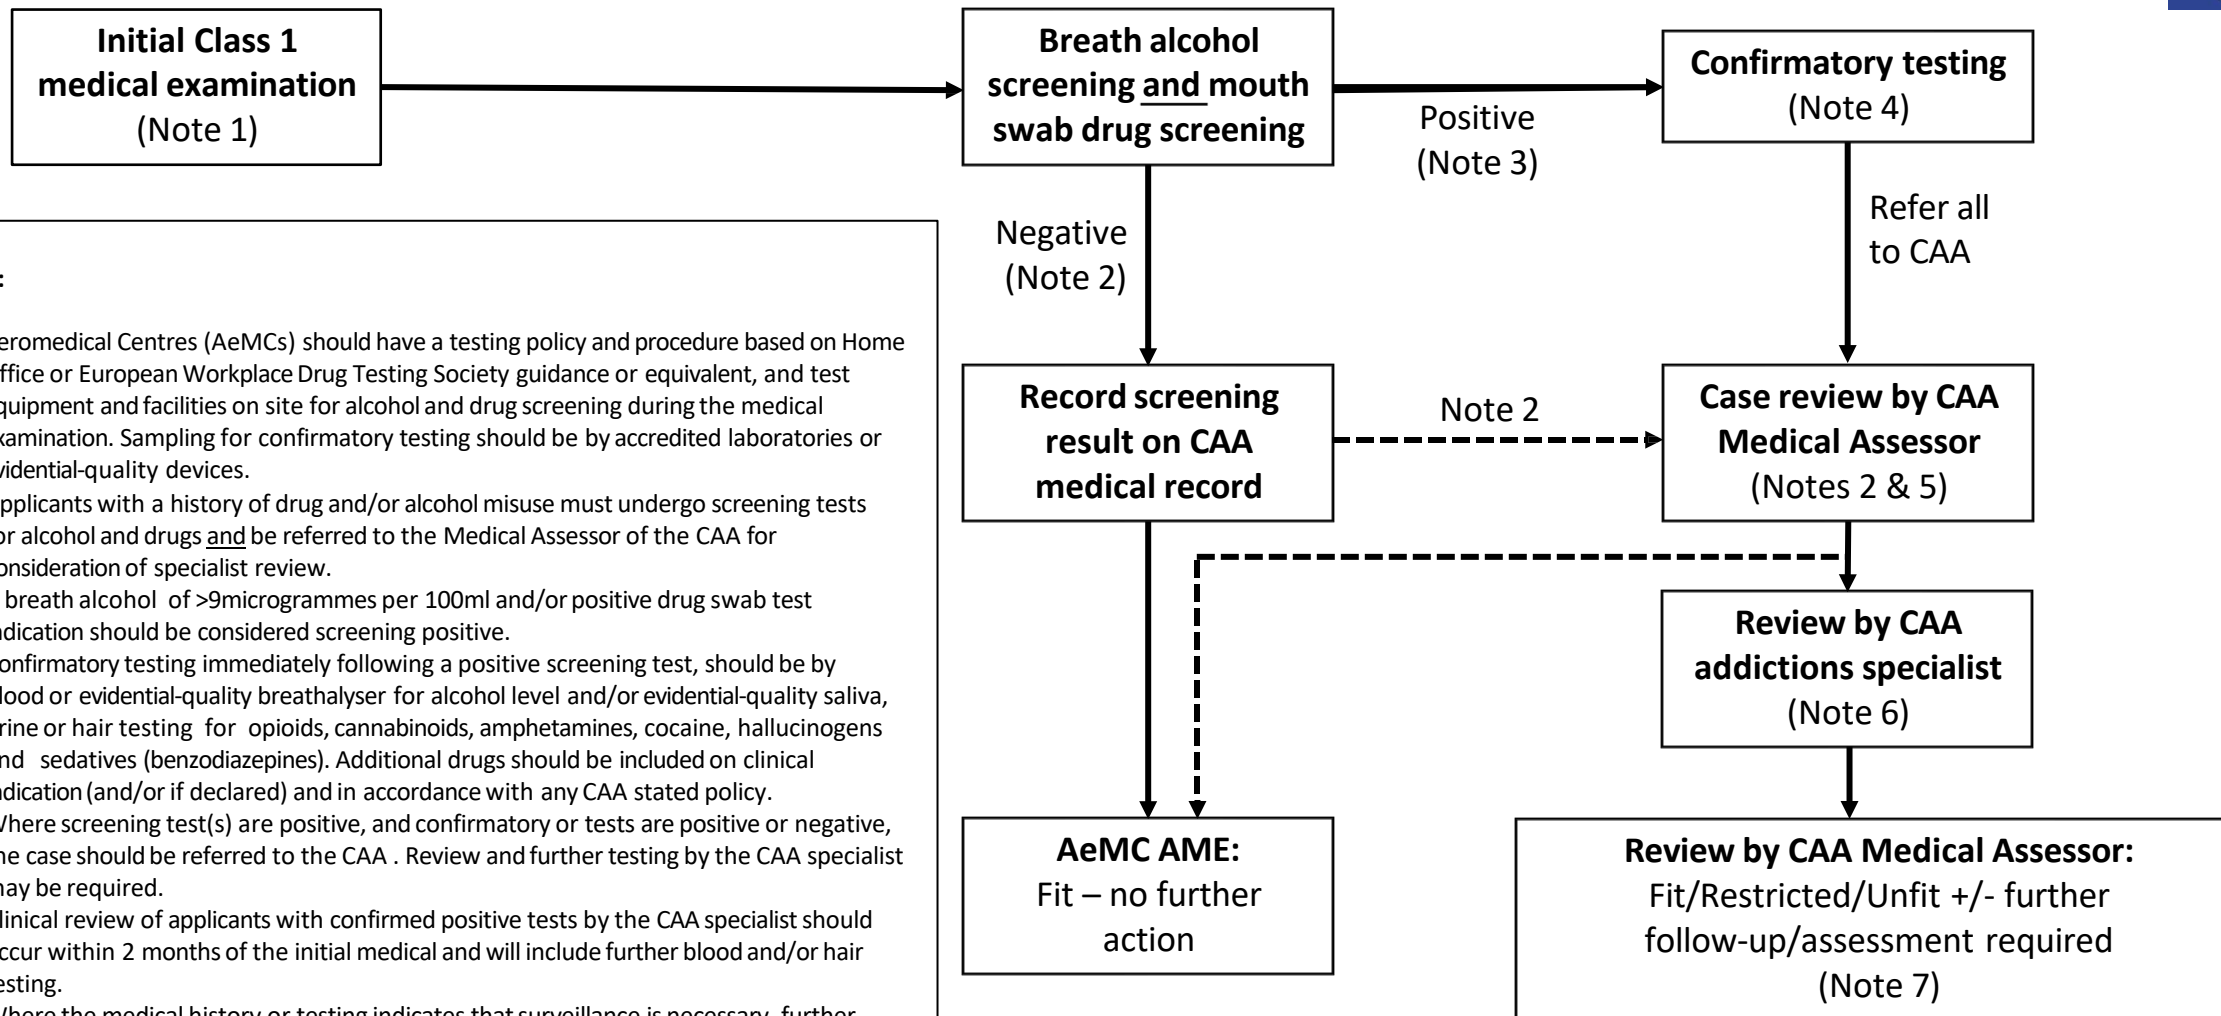 Initial Class 1
medical examination
(Note 1)
Breath alcohol
screening and mouth
swab drug screening
Positive
(Note 3)
Confirmatory testing
(Note 4)
Negative
(Note 2)
Refer all
to CAA
:
eromedical Centres (AeMCs) should have a testing policy and procedure based on Home
ffice or European Workplace Drug Testing Society guidance or equivalent, and test
quipment and facilities on site for alcohol and drug screening during the medical
xamination. Sampling for confirmatory testing should be by accredited laboratories or
vidential-quality devices.
pplicants with a history of drug and/or alcohol misuse must undergo screening tests
or alcohol and drugs and be referred to the Medical Assessor of the CAA for
onsideration of specialist review.
breath alcohol of >9microgrammes per 100ml and/or positive drug swab test
ndication should be considered screening positive.
onfirmatory testing immediately following a positive screening test, should be by
lood or evidential-quality breathalyser for alcohol level and/or evidential-quality saliva,
rine or hair testing for opioids, cannabinoids, amphetamines, cocaine, hallucinogens
nd sedatives (benzodiazepines). Additional drugs should be included on clinical
ndication (and/or if declared) and in accordance with any CAA stated policy.
Where screening test(s) are positive, and confirmatory or tests are positive or negative,
he case should be referred to the CAA . Review and further testing by the CAA specialist
may be required.
linical review of applicants with confirmed positive tests by the CAA specialist should
ccur within 2 months of the initial medical and will include further blood and/or hair
esting.
Where the medical history or testing indicates that surveillance is necessary, further
Record screening
result on CAA
medical record
Note 2
Case review by CAA
Medical Assessor
(Notes 2 & 5)
Review by CAA
addictions specialist
(Note 6)
AeMC AME:
Fit – no further
action
Review by CAA Medical Assessor:
Fit/Restricted/Unfit +/- further
follow-up/assessment required
(Note 7)